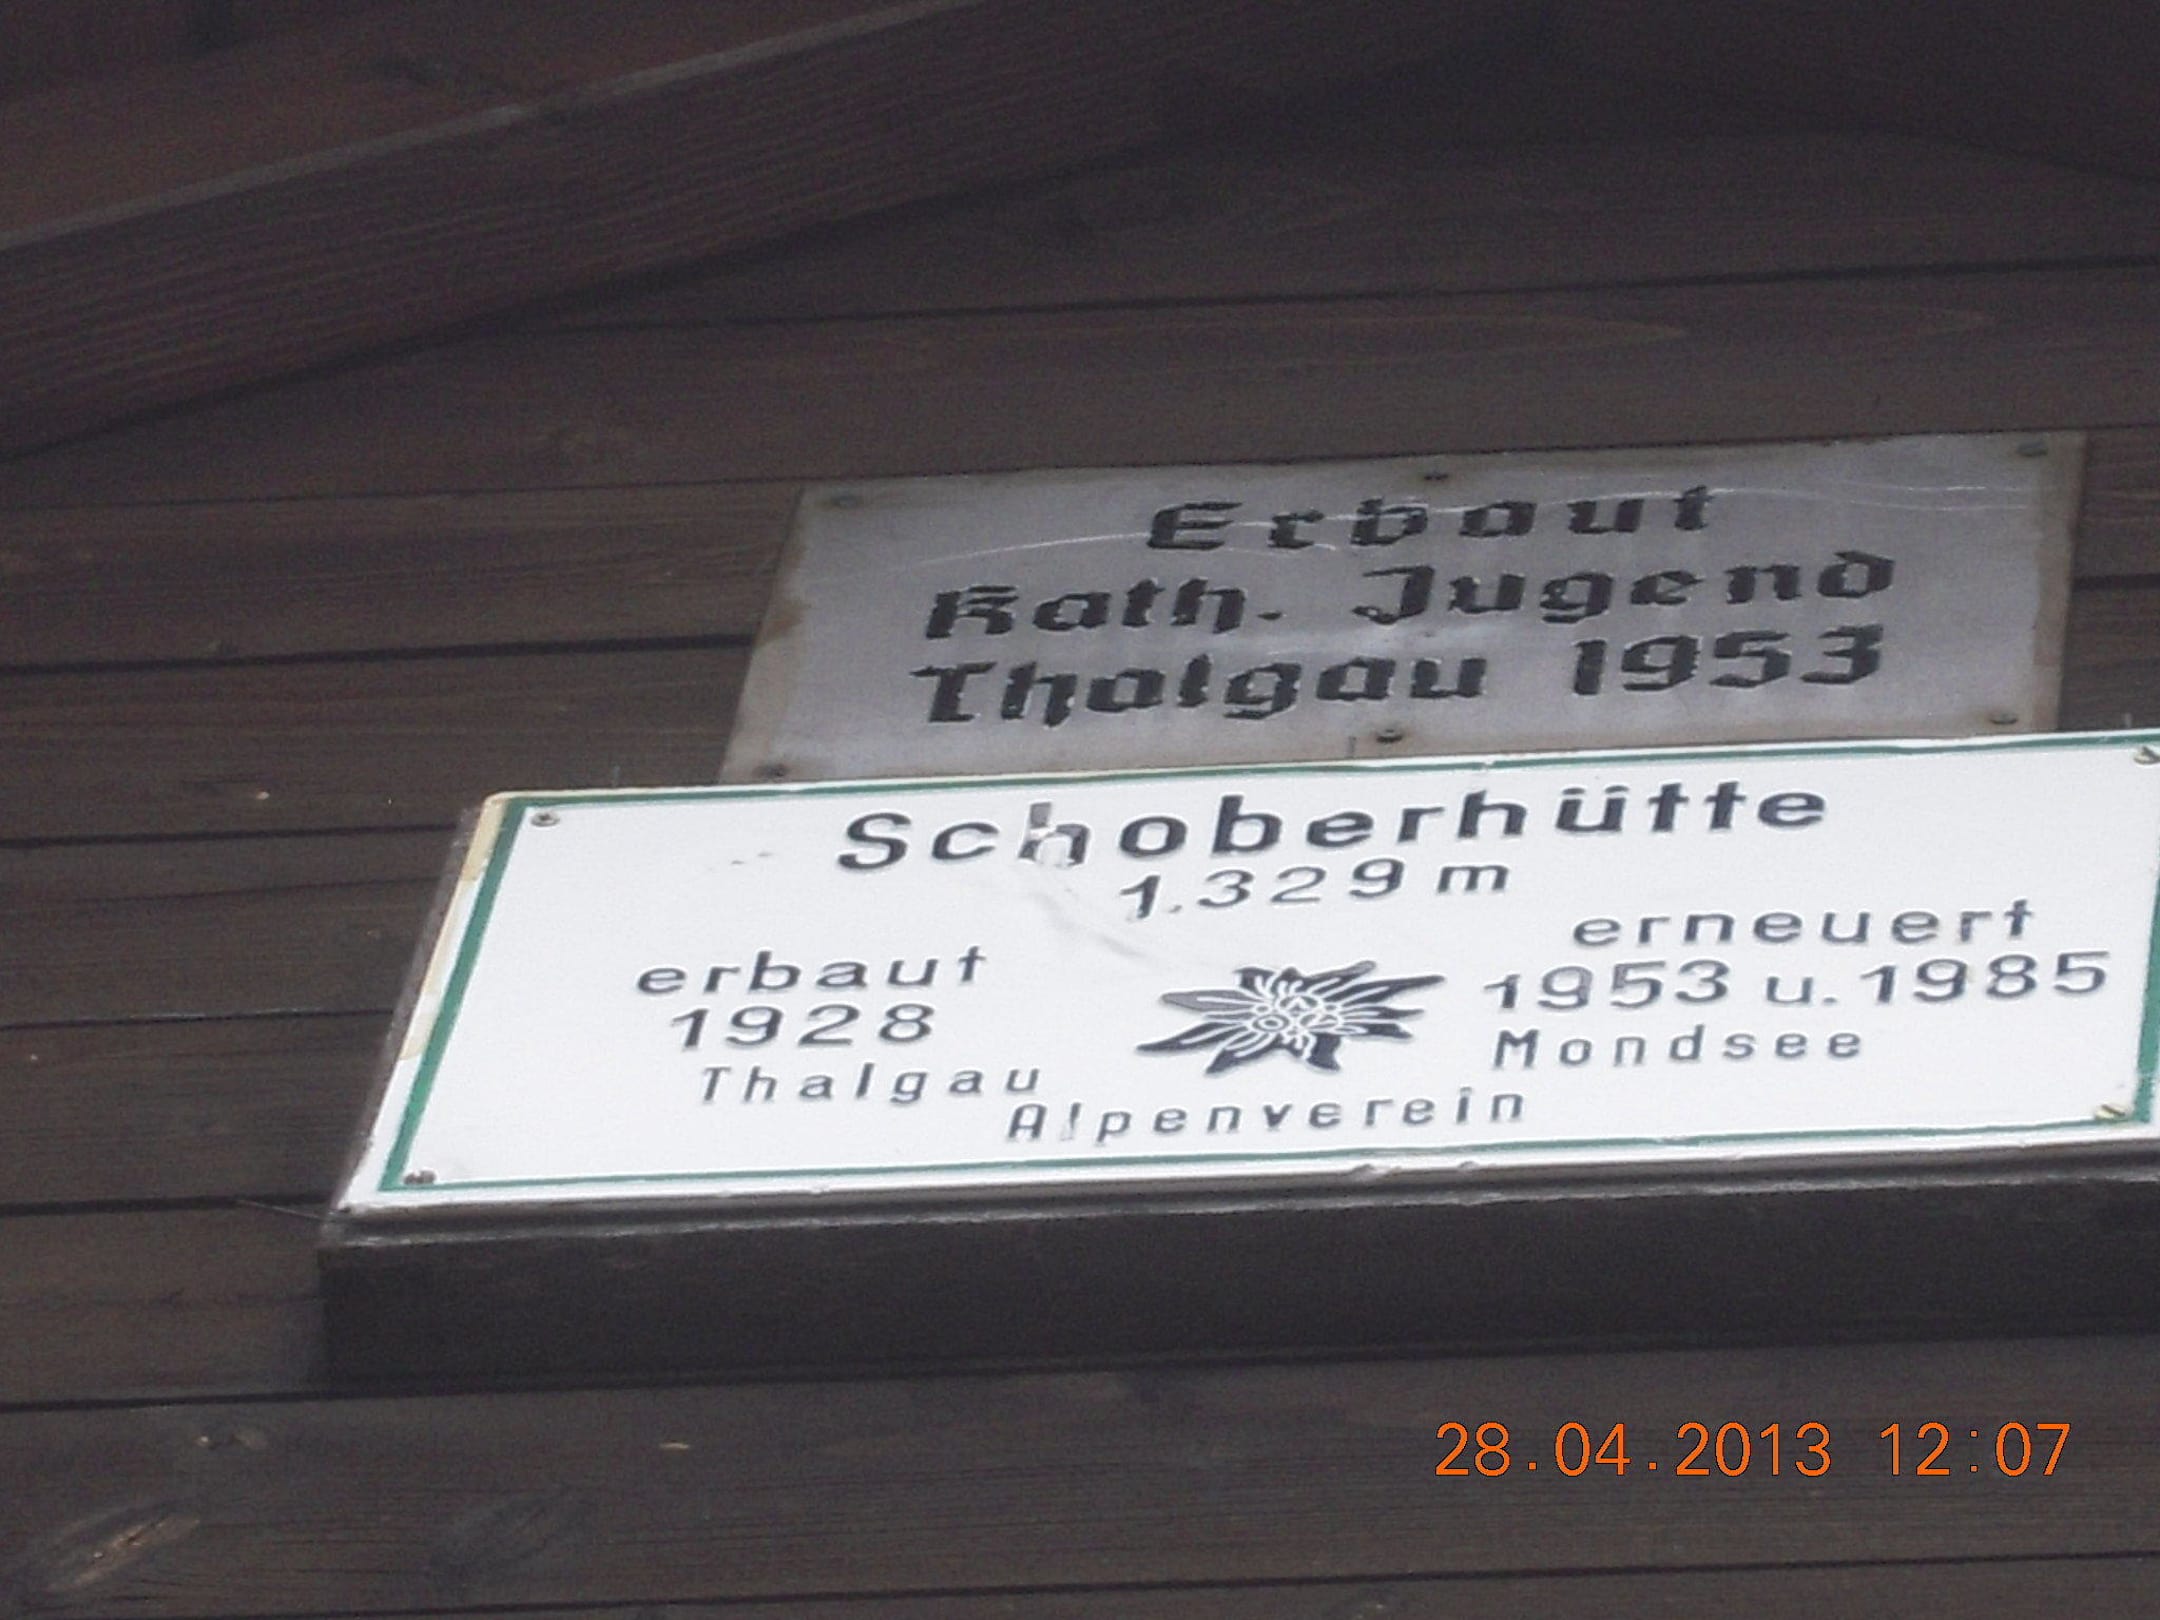 Erbaut
Kath. Jugend
Thalgau 1953
Schoberhütte
1.329 m
erbaut
1928
erneuert
1953 u. 1985
Thalgau
Mondsee
Alpenverein
28.04.2013 12:07